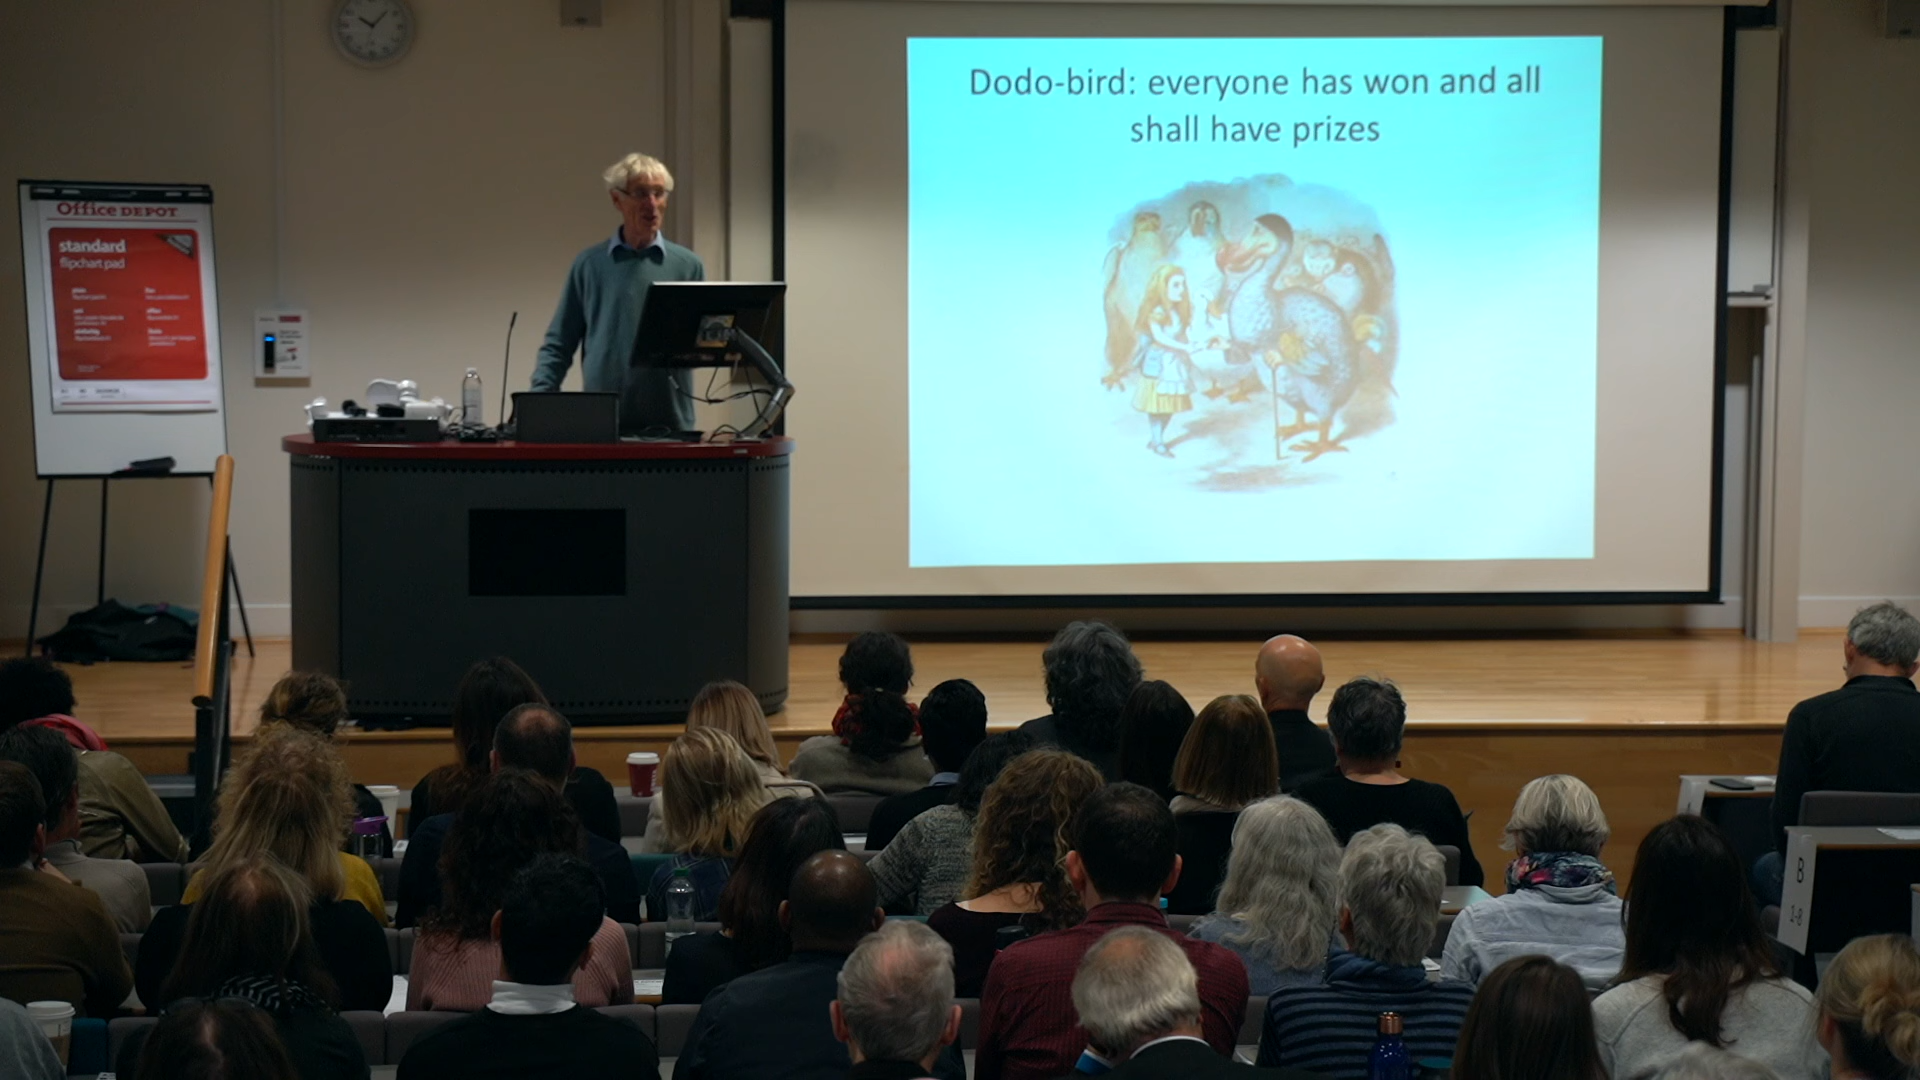 Dodo-bird: everyone has won and all
shall have prizes
Office DEPOT
standard
flipchart pad
B